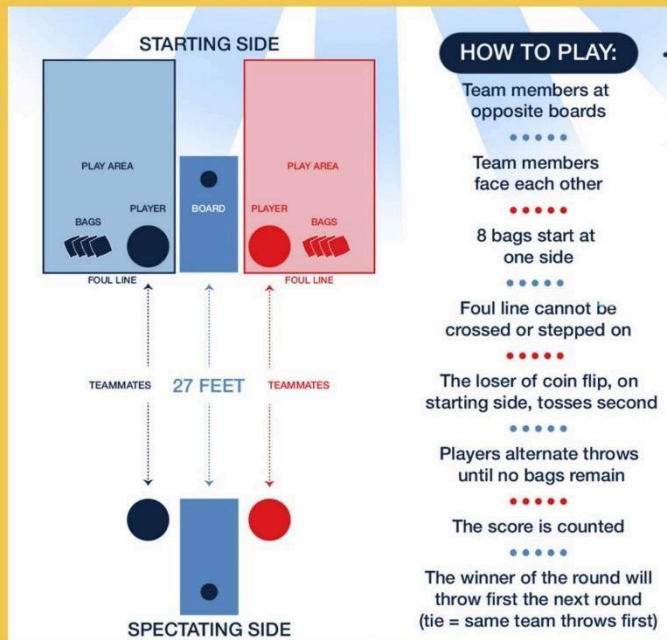 STARTING SIDE
PLAY AREA
BAGS
PLAYER
FOUL LINE
BOARD
PLAY AREA
PLAYER
BAGS
FOUL LINE
TEAMMATES
27 FEET
TEAMMATES
SPECTATING SIDE
HOW TO PLAY:
Team members at
opposite boards
Team members
face each other
8 bags start at
one side
Foul line cannot be
crossed or stepped on
The loser of coin flip, on
starting side, tosses second
Players alternate throws
until no bags remain
The score is counted
The winner of the round will
throw first the next round
(tie = same team throws first)